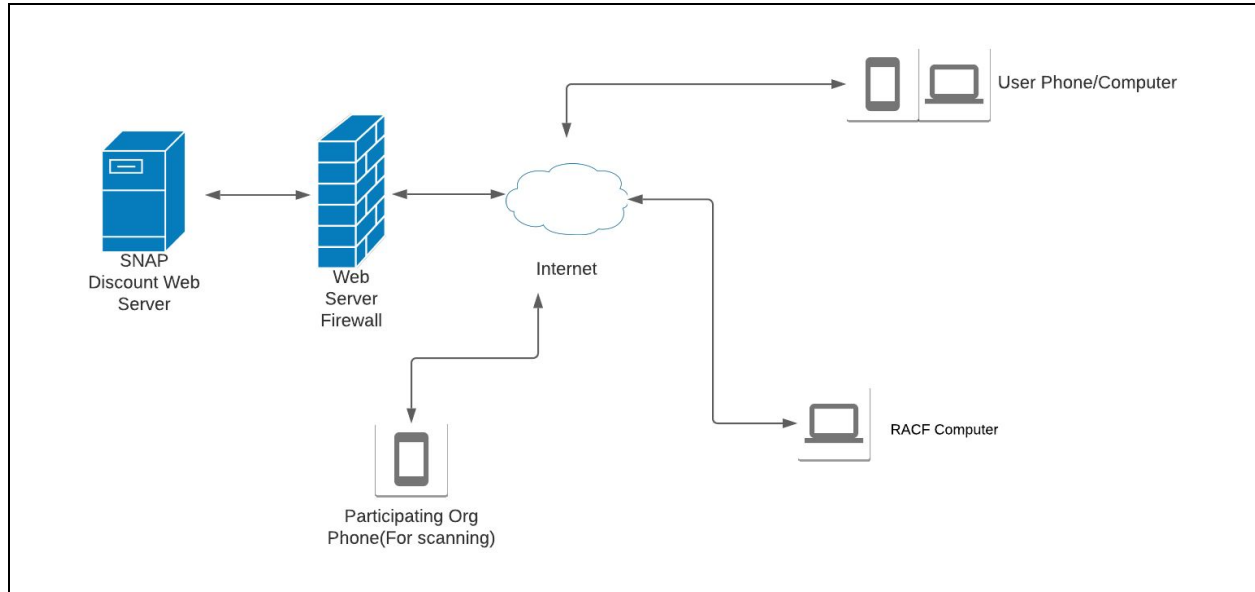 User Phone/Computer
SNAP
Discount Web
Server
Web
Server
Firewall
Internet
RACF Computer
Participating Org
Phone(For scanning)